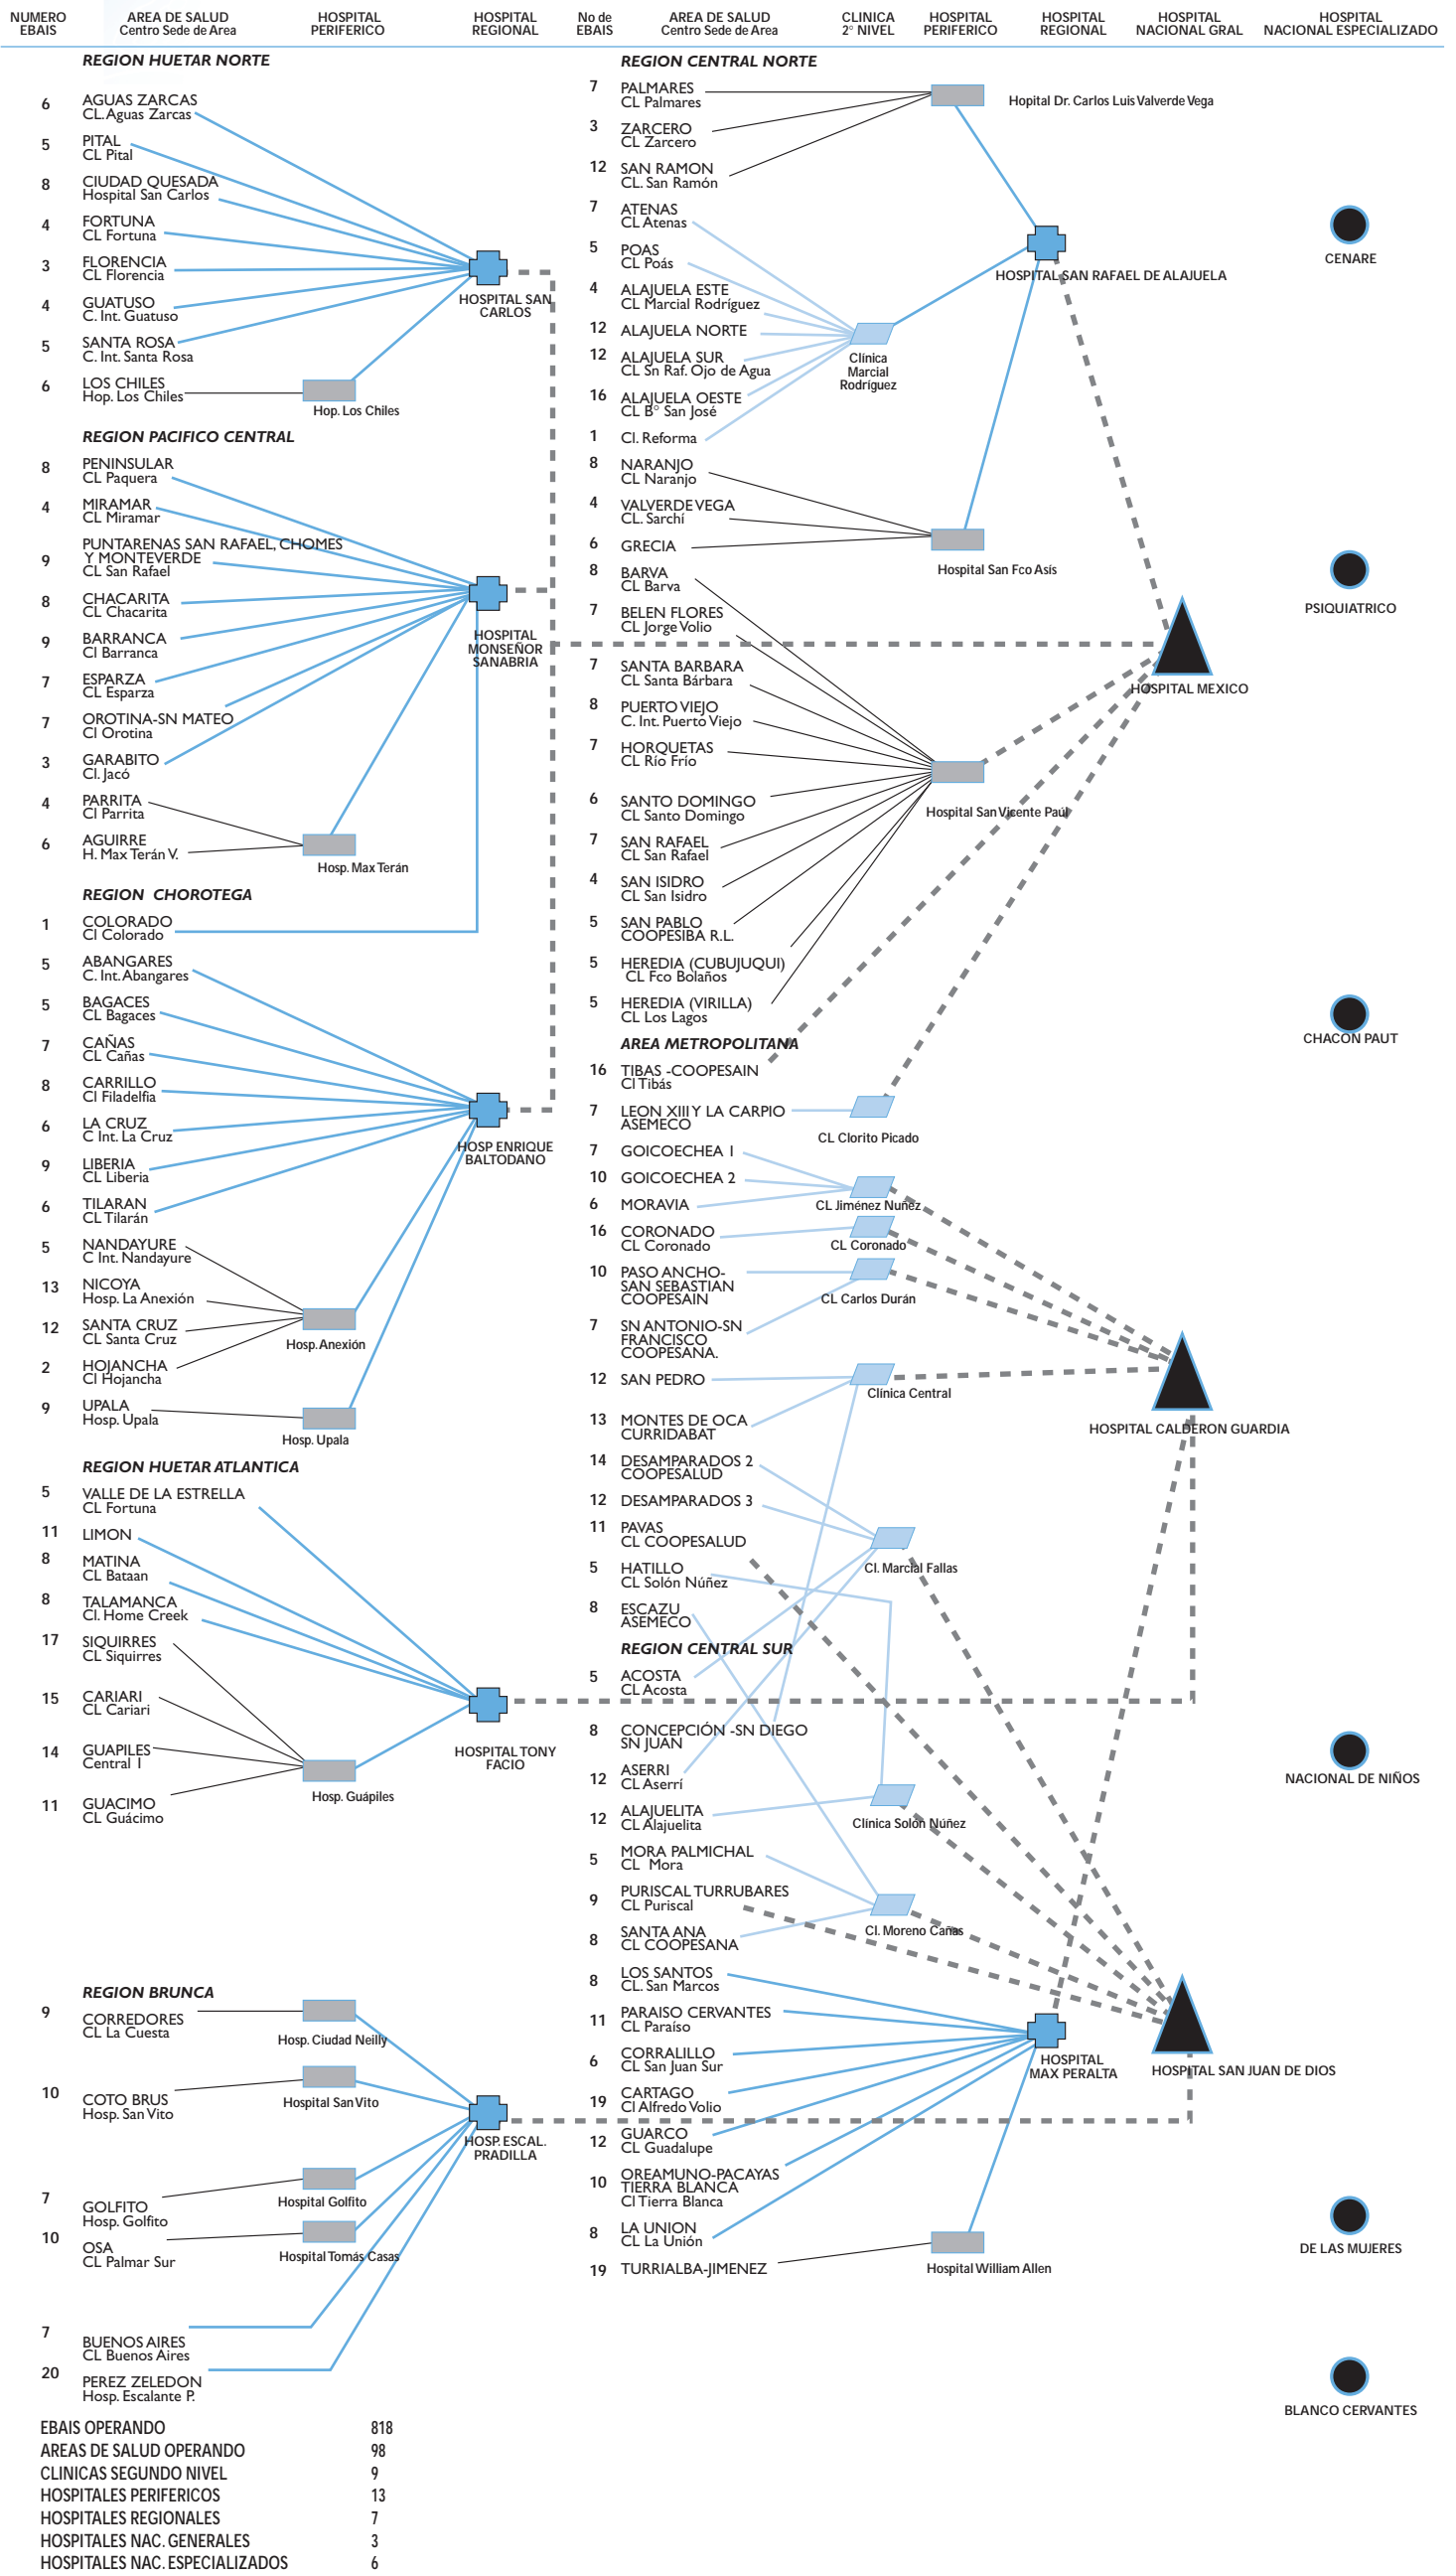 NUMERO
EBAIS
AREA DE SALUD
Centro Sede de Area
HOSPITAL
PERIFERICO
HOSPITAL
REGIONAL
No de
EBAIS
AREA DE SALUD
Centro Sede de Area
CLINICA
2° NIVEL
HOSPITAL
PERIFERICO
HOSPITAL
REGIONAL
HOSPITAL
NACIONAL GRAL
HOSPITAL
NACIONAL ESPECIALIZADO
REGION HUETAR NORTE
6 AGUAS ZARCAS
CL. Aguas Zarcas
5 PITAL
CL Pital
8 CIUDAD QUESADA
Hospital San Carlos
4 FORTUNA
CL Fortuna
3 FLORENCIA
CL Florencia
4 GUATUSO
C. Int. Guatuso
5 SANTA ROSA
C. Int. Santa Rosa
6 LOS CHILES
Hop. Los Chiles
Hop. Los Chiles
HOSPITAL SAN
CARLOS
REGION PACIFICO CENTRAL
8 PENINSULAR
CL Paquera
4 MIRAMAR
CL Miramar
PUNTARENAS SAN RAFAEL, CHOMES
9 Y MONTEVERDE
CL San Rafael
8 CHACARITA
CL Chacarita
9 BARRANCA
Cl Barranca
7 ESPARZA
CL Esparza
7 OROTINA-SN MATEO
Cl Orotina
3 GARABITO
Cl. Jacó
4 PARRITA
Cl Parrita
6 AGUIRRE
H. Max Terán V.
Hosp. Max Terán
HOSPITAL
MONSEÑOR
SANABRIA
REGION CHOROTEGA
1 COLORADO
Cl Colorado
5 ABANGARES
C. Int. Abangares
5 BAGACES
CL Bagaces
7 CAÑAS
CL Cañas
8 CARRILLO
Cl Filadelfia
6 LA CRUZ
C Int. La Cruz
9 LIBERIA
CL Liberia
6 TILARAN
CL Tilarán
5 NANDAYURE
C Int. Nandayure
13 NICOYA
Hosp. La Anexión
12 SANTA CRUZ
CL Santa Cruz
2 HOJANCHA
Cl Hojancha
9 UPALA
Hosp. Upala
Hosp. Anexión
Hosp. Upala
HOSP ENRIQUE
BALTODANO
REGION HUETAR ATLANTICA
5 VALLE DE LA ESTRELLA
CL Fortuna
11 LIMON
8 MATINA
CL Bataan
8 TALAMANCA
Cl. Home Creek
17 SIQUIRRES
CL Siquirres
15 CARIARI
CL Cariari
14 GUAPILES
Central 1
11 GUACIMO
CL Guácimo
Hosp. Guápiles
HOSPITAL TONY
FACIO
REGION BRUNCA
9 CORREDORES
CL La Cuesta
Hosp. Ciudad Neilly
10 COTO BRUS
Hosp. San Vito
Hospital San Vito
HOSP. ESCAL.
PRADILLA
7 GOLFITO
Hosp. Golfito
Hospital Golfito
10 OSA
CL Palmar Sur
Hospital Tomás Casas
7 BUENOS AIRES
CL Buenos Aires
20 PEREZ ZELEDON
Hosp. Escalante P.
REGION CENTRAL NORTE
7 PALMARES
CL Palmares
3 ZARCERO
CL Zarcero
12 SAN RAMON
CL. San Ramón
Hopital Dr. Carlos Luis Valverde Vega
7 ATENAS
CL Atenas
5 POAS
CL Poás
4 ALAJUELA ESTE
CL Marcial Rodríguez
12 ALAJUELA NORTE
12 ALAJUELA SUR
CL Sn Raf. Ojo de Agua
16 ALAJUELA OESTE
CL B° San José
1 Cl. Reforma
Clínica
Marcial
Rodríguez
HOSPITAL SAN RAFAEL DE ALAJUELA
8 NARANJO
CL Naranjo
4 VALVERDE VEGA
CL. Sarchí
6 GRECIA
Hospital San Fco Asís
8 BARVA
CL Barva
7 BELEN FLORES
CL Jorge Volio
7 SANTA BARBARA
CL Santa Bárbara
8 PUERTO VIEJO
C. Int. Puerto Viejo
7 HORQUETAS
CL Río Frío
6 SANTO DOMINGO
CL Santo Domingo
7 SAN RAFAEL
CL San Rafael
4 SAN ISIDRO
CL San Isidro
5 SAN PABLO
COOPESIBA R.L.
5 HEREDIA (CUBUJUQUI)
CL Fco Bolaños
5 HEREDIA (VIRILLA)
CL Los Lagos
Hospital San Vicente Paúl
HOSPITAL MEXICO
AREA METROPOLITANA
16 TIBAS -COOPESAIN
Cl Tibás
7 LEON XIII Y LA CARPIO
ASEMECO
CL Clorito Picado
7 GOICOECHEA 1
10 GOICOECHEA 2
6 MORAVIA
CL Jiménez Nuñez
16 CORONADO
CL Coronado
CL Coronado
10 PASO ANCHO-
SAN SEBASTIAN
COOPESAIN
CL Carlos Durán
7 SN ANTONIO-SN
FRANCISCO
COOPESANA.
12 SAN PEDRO
Clínica Central
13 MONTES DE OCA
CURRIDABAT
HOSPITAL CALDERON GUARDIA
14 DESAMPARADOS 2
COOPESALUD
12 DESAMPARADOS 3
11 PAVAS
CL COOPESALUD
5 HATILLO
CL Solón Núñez
Cl. Marcial Fallas
8 ESCAZU
ASEMECO
REGION CENTRAL SUR
5 ACOSTA
CL Acosta
8 CONCEPCIÓN -SN DIEGO
SN JUAN
12 ASERRI
CL Aserrí
12 ALAJUELITA
CL Alajuelita
Clínica Solón Núñez
5 MORA PALMICHAL
CL Mora
9 PURISCAL TURRUBARES
CL Puriscal
8 SANTA ANA
CL COOPESANA
Cl. Moreno Cañas
8 LOS SANTOS
CL. San Marcos
11 PARAISO CERVANTES
CL Paraíso
6 CORRALILLO
CL San Juan Sur
19 CARTAGO
Cl Alfredo Volio
12 GUARCO
CL Guadalupe
10 OREAMUNO-PACAYAS
TIERRA BLANCA
Cl Tierra Blanca
8 LA UNION
CL La Unión
19 TURRIALBA-JIMENEZ
Hospital William Allen
HOSPITAL
MAX PERALTA
HOSPITAL SAN JUAN DE DIOS
CENARE
PSIQUIATRICO
CHACON PAUT
NACIONAL DE NIÑOS
DE LAS MUJERES
BLANCO CERVANTES
EBAIS OPERANDO 818
AREAS DE SALUD OPERANDO 98
CLINICAS SEGUNDO NIVEL 9
HOSPITALES PERIFERICOS 13
HOSPITALES REGIONALES 7
HOSPITALES NAC. GENERALES 3
HOSPITALES NAC. ESPECIALIZADOS 6